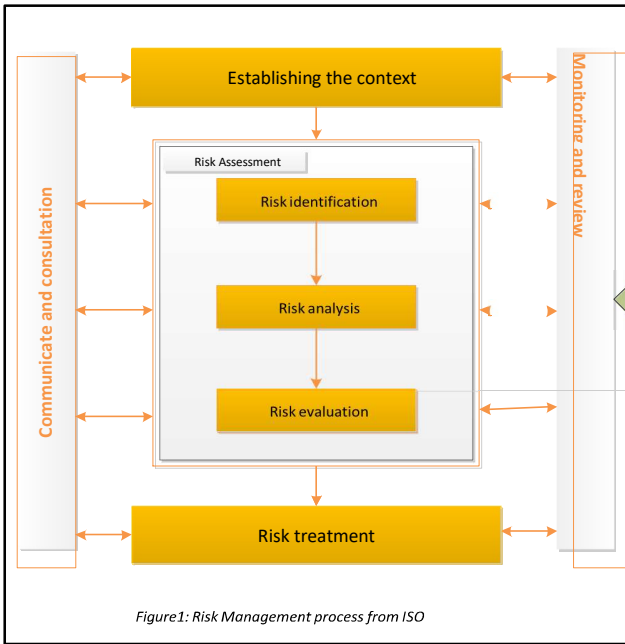 Establishing the context
Risk Assessment
Risk identification
Risk analysis
Risk evaluation
Risk treatment
Communicate and consultation
Monitoring and review
Figure1: Risk Management process from ISO